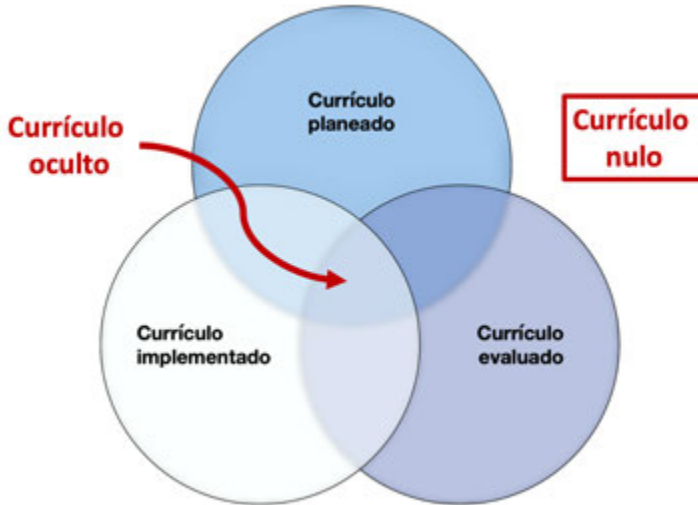 Currículo
planeado
Currículo
oculto
Currículo
nulo
Currículo
implementado
Currículo
evaluado